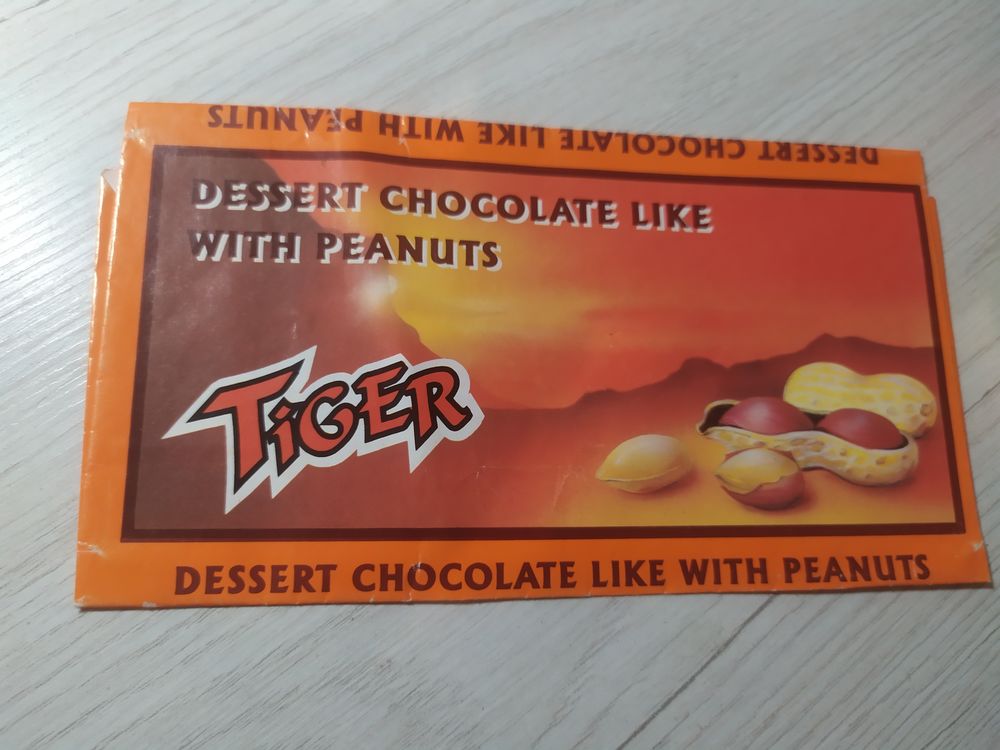 DESSERT CHOCOLATE LIKE WITH PEANUTS
DESSERT CHOCOLATE LIKE
WITH PEANUTS
TiGER
DESSERT CHOCOLATE LIKE WITH PEANUTS